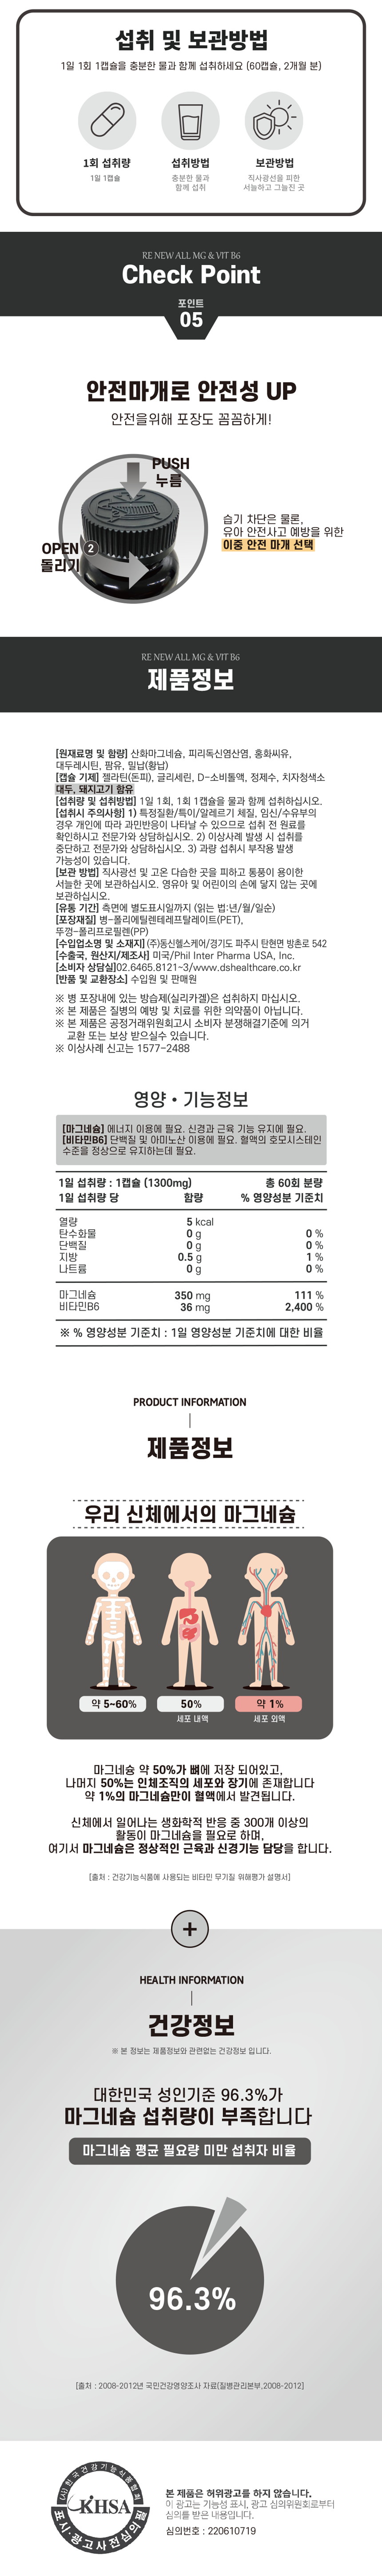 섭취 및 보관방법
1일 1회 1캡슐을 충분한 물과 함께 섭취하세요 (60캡슐, 2개월 분)
1회 섭취량
1일 1캡슐
섭취방법
충분한 물과
함께 섭취
보관방법
직사광선을 피한
서늘하고 그늘진 곳
RE NEW ALL MG & VIT B6
Check Point
포인트
05
안전마개로 안전성 UP
안전을위해 포장도 꼼꼼하게!
PUSH
누름
OPEN 2
돌리기
습기 차단은 물론,
유아 안전사고 예방을 위한
이중 안전 마개 선택
RE NEW ALL MG & VIT B6
제품정보
[원재료명 및 함량] 산화마그네슘, 피리독신염산염, 홍화씨유,
대두레시틴, 팜유, 밀납(황납)
[캡슐 기제] 젤라틴(돈피), 글리세린, D-소비톨액, 정제수, 치자청색소
대두, 돼지고기 함유
[섭취량 및 섭취방법] 1일 1회, 1회 1캡슐을 물과 함께 섭취하십시오.
[섭취시 주의사항] 1) 특정질환/특이/알레르기 체질, 임신/수유부의
경우 개인에 따라 과민반응이 나타날 수 있으므로 섭취 전 원료를
확인하시고 전문가와 상담하십시오. 2) 이상사례 발생 시 섭취를
중단하고 전문가와 상담하십시오. 3) 과량 섭취시 부작용 발생
가능성이 있습니다.
[보관 방법] 직사광선 및 고온 다습한 곳을 피하고 통풍이 용이한
서늘한 곳에 보관하십시오. 영유아 및 어린이의 손에 닿지 않는 곳에
보관하십시오.
[유통 기간] 측면에 별도표시일까지 (읽는 법:년/월/일순)
[포장재질] 병-폴리에틸렌테레프탈레이트(PET),
뚜껑-폴리프로필렌(PP)
[수입업소명 및 소재지] (주)동신헬스케어/경기도 파주시 탄현면 방촌로 542
[수출국, 원산지/제조사] 미국/Phil Inter Pharma USA, Inc.
[소비자 상담실]02.6465.8121~3/www.dshealthcare.co.kr
[반품 및 교환장소] 수입원 및 판매원
※ 병 포장내에 있는 방습제(실리카겔)은 섭취하지 마십시오.
※ 본 제품은 질병의 예방 및 치료를 위한 의약품이 아닙니다.
※ 본 제품은 공정거래위원회고시 소비자 분쟁해결기준에 의거
교환 또는 보상 받으실수 있습니다.
※ 이상사례 신고는 1577-2488
영양 • 기능정보
[마그네슘] 에너지 이용에 필요. 신경과 근육 기능 유지에 필요.
[비타민B6] 단백질 및 아미노산 이용에 필요. 혈액의 호모시스테인
수준을 정상으로 유지하는데 필요.
1일 섭취량 : 1캡슐 (1300mg) 총 60회 분량
1일 섭취량 당 함량 % 영양성분 기준치
열량 5 kcal
탄수화물 0 g 0 %
단백질 0 g 0 %
지방 0.5 g 1 %
나트륨 0 g 0 %
마그네슘 350 mg 111 %
비타민B6 36 mg 2,400 %
※ % 영양성분 기준치 : 1일 영양성분 기준치에 대한 비율
PRODUCT INFORMATION
제품정보
우리 신체에서의 마그네슘
약 5~60%
50%
세포 내액
약 1%
세포 외액
마그네슘 약 50%가 뼈에 저장 되어있고,
나머지 50%는 인체조직의 세포와 장기에 존재합니다
약 1%의 마그네슘만이 혈액에서 발견됩니다.
신체에서 일어나는 생화학적 반응 중 300개 이상의
활동이 마그네슘을 필요로 하며,
여기서 마그네슘은 정상적인 근육과 신경기능 담당을 합니다.
[출처 : 건강기능식품에 사용되는 비타민 무기질 위해평가 설명서]
+
HEALTH INFORMATION
건강정보
※ 본 정보는 제품정보와 관련없는 건강정보 입니다.
대한민국 성인기준 96.3%가
마그네슘 섭취량이 부족합니다
마그네슘 평균 필요량 미만 섭취자 비율
96.3%
[출처 : 2008-2012년 국민건강영양조사 자료(질병관리본부,2008-2012]
(사)한국건강기능식품협회
KHSA
표시·광고사전심의필
본 제품은 허위광고를 하지 않습니다.
이 광고는 기능성 표시, 광고 심의위원회로부터
심의를 받은 내용입니다.
심의번호 : 220610719